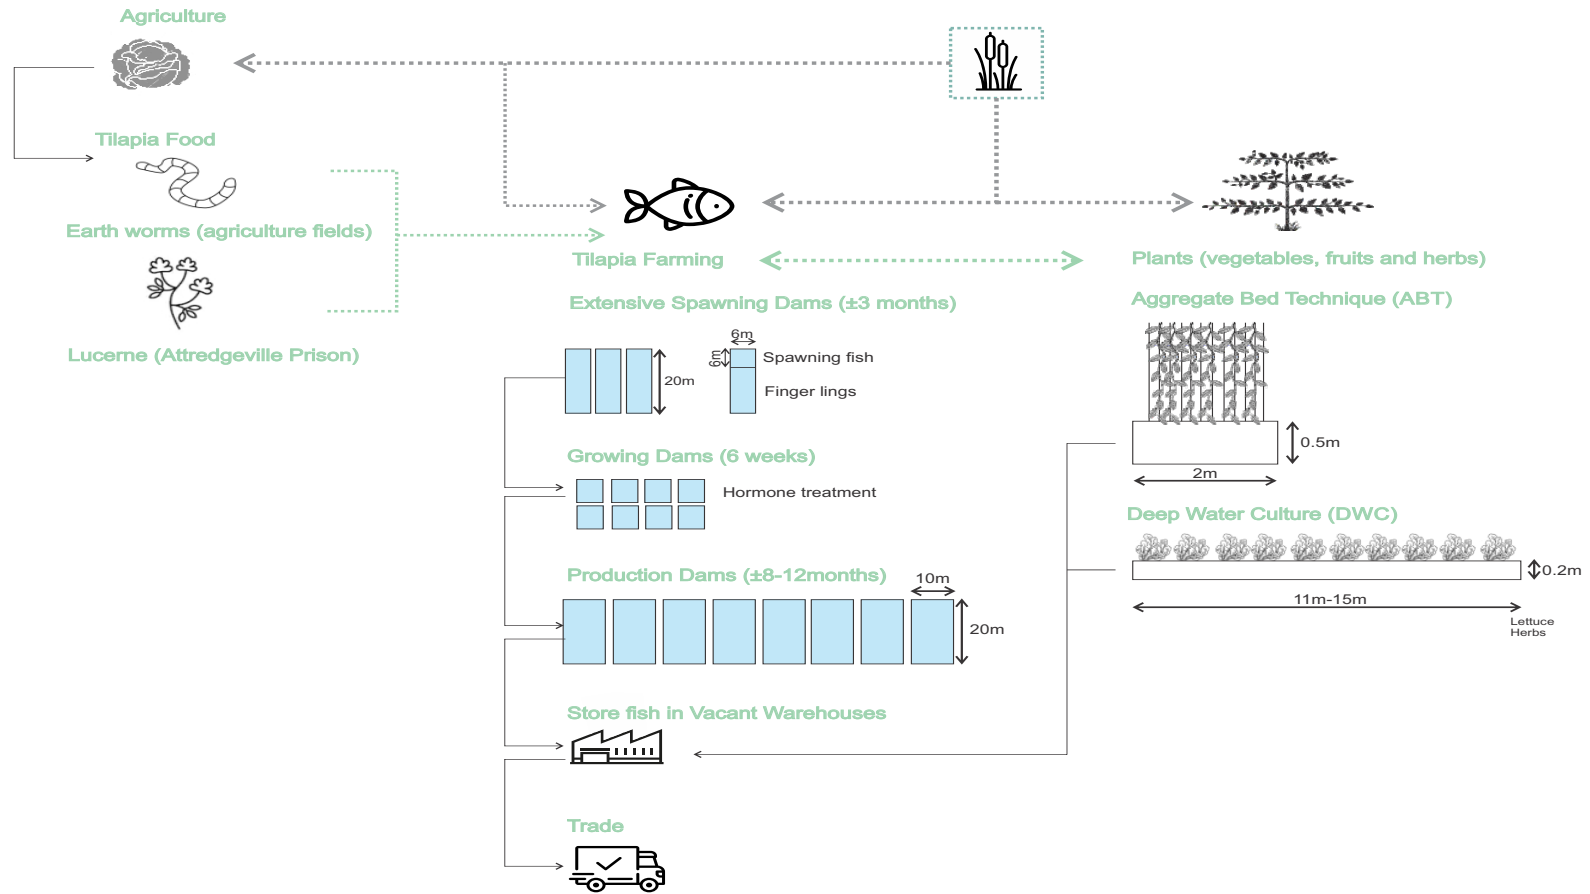 Agriculture
Tilapia Food
Earth worms (agriculture fields)
Lucerne (Attredgeville Prison)
Tilapia Farming
Extensive Spawning Dams (±3 months)
20m
6m
6m
Spawning fish
Finger lings
Growing Dams (6 weeks)
Hormone treatment
Production Dams (±8-12months)
10m
20m
Store fish in Vacant Warehouses
Trade
Plants (vegetables, fruits and herbs)
Aggregate Bed Technique (ABT)
0.5m
2m
Deep Water Culture (DWC)
0.2m
11m-15m
Lettuce
Herbs